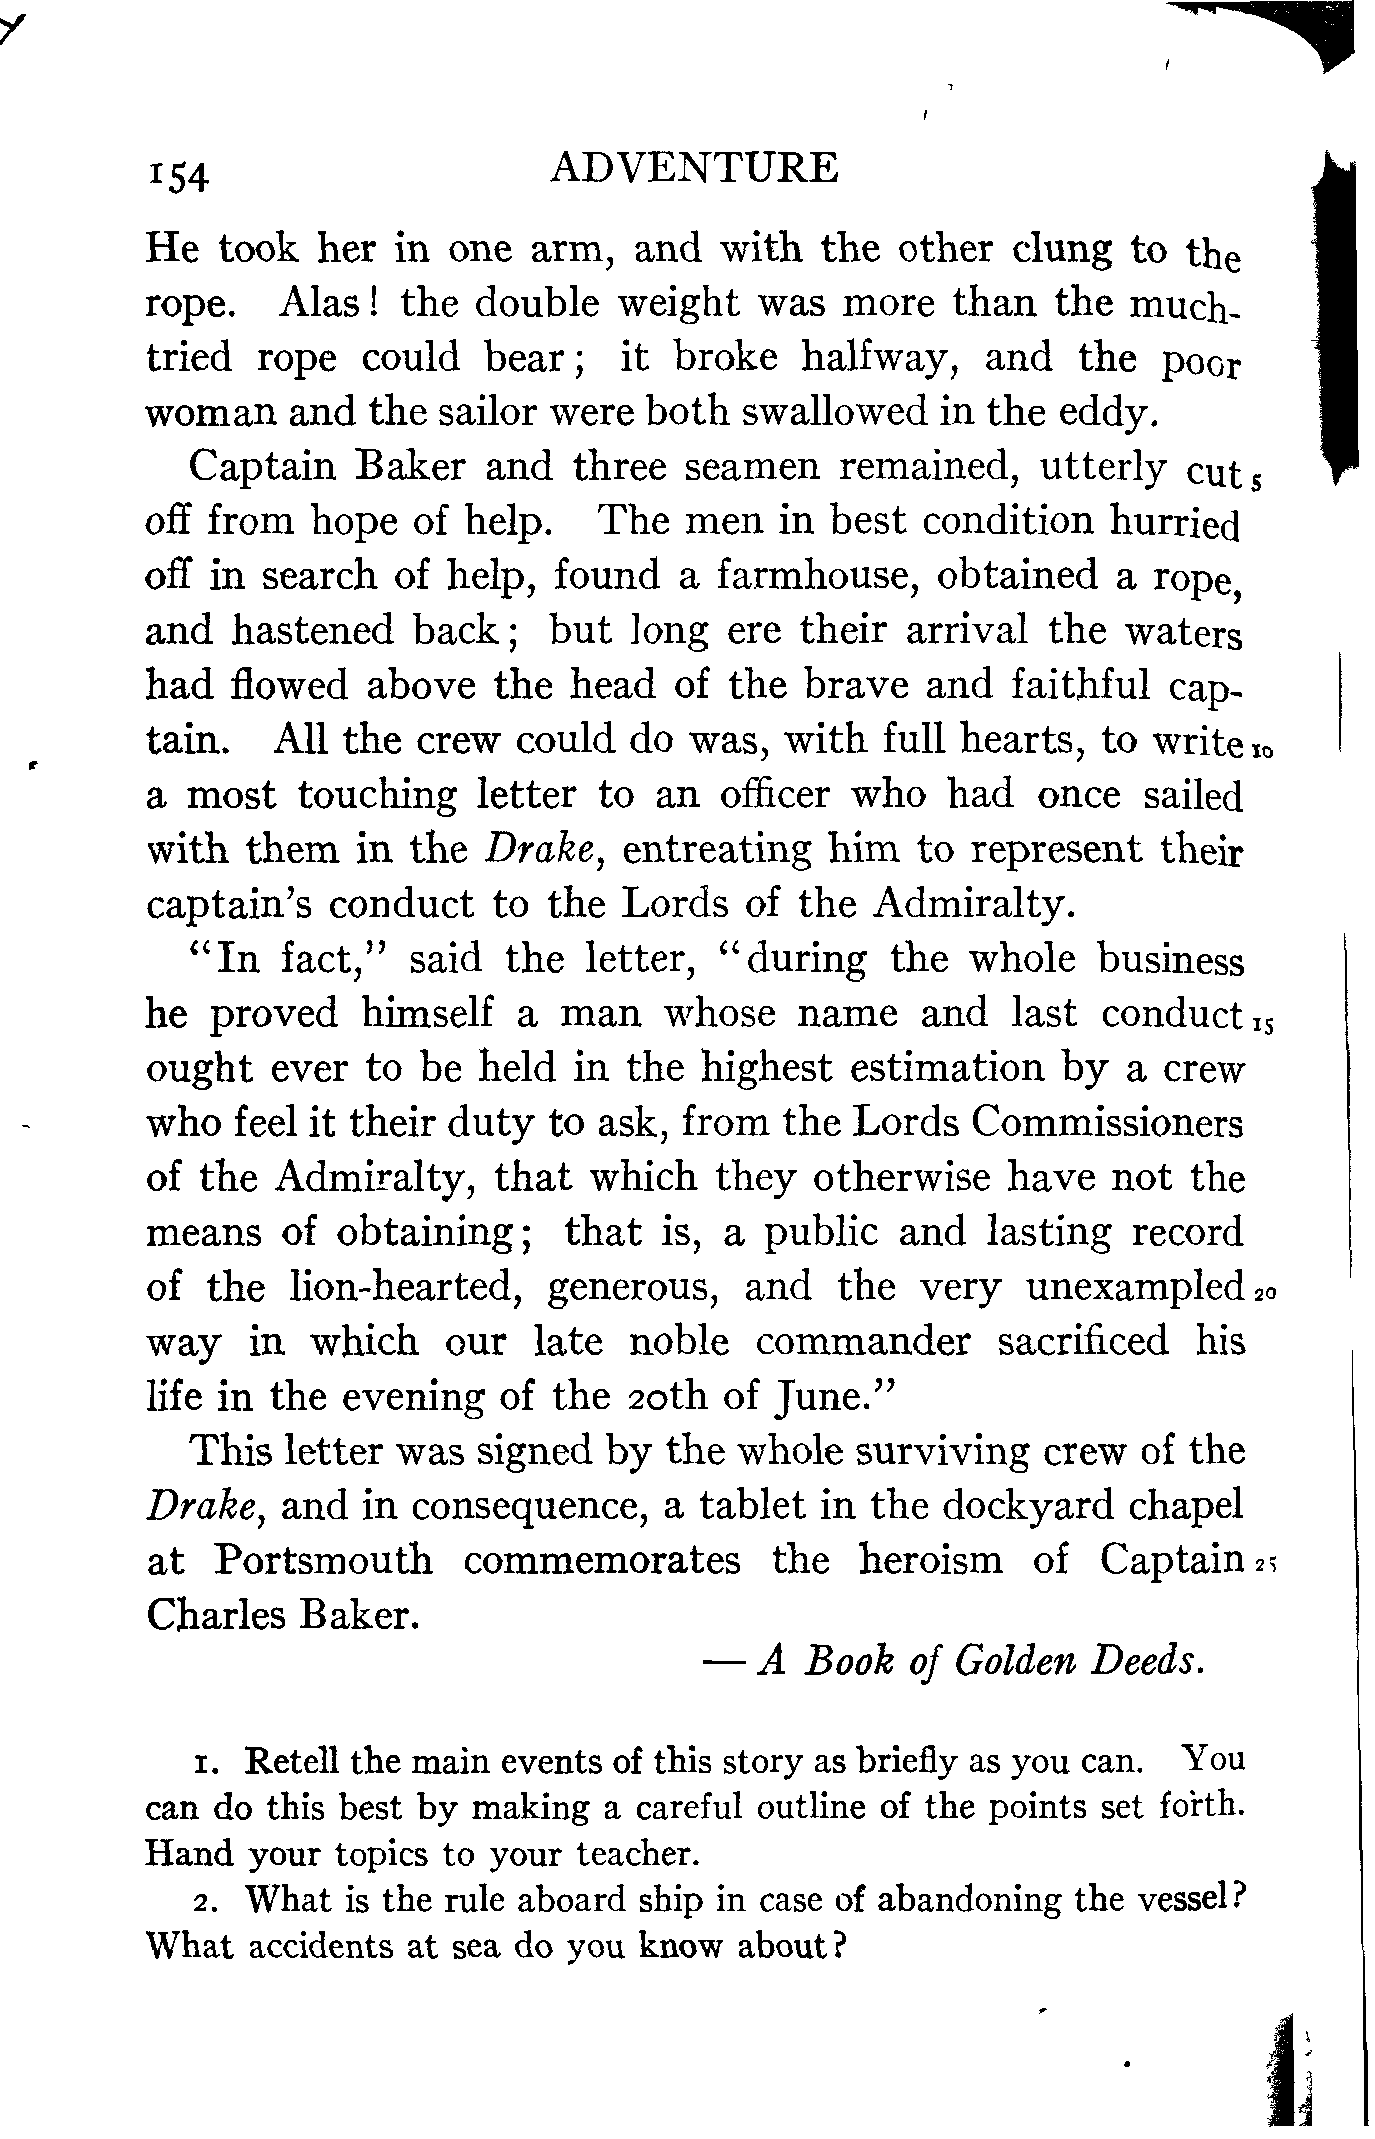 154 ADVENTURE
He took her in one arm, and with the other clung to the
rope. Alas! the double weight was more than the much-
tried rope could bear; it broke halfway, and the poor
woman and the sailor were both swallowed in the eddy.
Captain Baker and three seamen remained, utterly cut 5
off from hope of help. The men in best condition hurried
off in search of help, found a farmhouse, obtained a rope,
and hastened back; but long ere their arrival the waters
had flowed above the head of the brave and faithful cap-
tain. All the crew could do was, with full hearts, to write 10
a most touching letter to an officer who had once sailed
with them in the Drake, entreating him to represent their
captain's conduct to the Lords of the Admiralty.
"In fact," said the letter, "during the whole business
he proved himself a man whose name and last conduct 15
ought ever to be held in the highest estimation by a crew
who feel it their duty to ask, from the Lords Commissioners
of the Admiralty, that which they otherwise have not the
means of obtaining; that is, a public and lasting record
of the lion-hearted, generous, and the very unexampled 20
way in which our late noble commander sacrificed his
life in the evening of the 20th of June."
This letter was signed by the whole surviving crew of the
Drake, and in consequence, a tablet in the dockyard chapel
at Portsmouth commemorates the heroism of Captain 25
Charles Baker.
— A Book of Golden Deeds.
1. Retell the main events of this story as briefly as you can. You
can do this best by making a careful outline of the points set forth.
Hand your topics to your teacher.
2. What is the rule aboard ship in case of abandoning the vessel?
What accidents at sea do you know about?